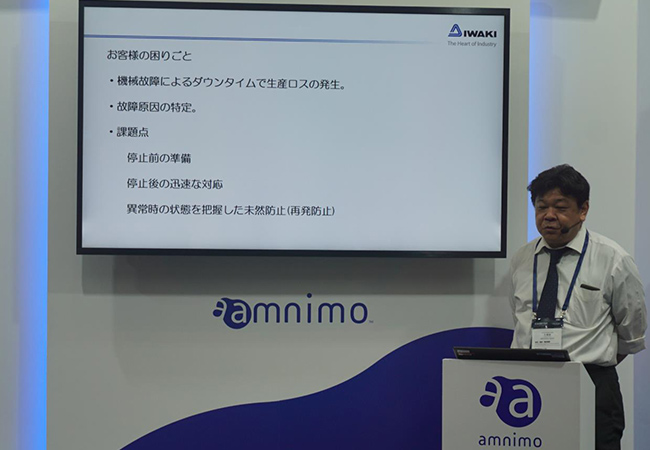 IWAKI
The Heart of Industry
お客様の困りごと
・機械故障によるダウンタイムで生産ロスの発生。
・故障原因の特定。
・課題点
停止前の準備
停止後の迅速な対応
異常時の状態を把握した未然防止(再発防止)
amnimo
amnimo